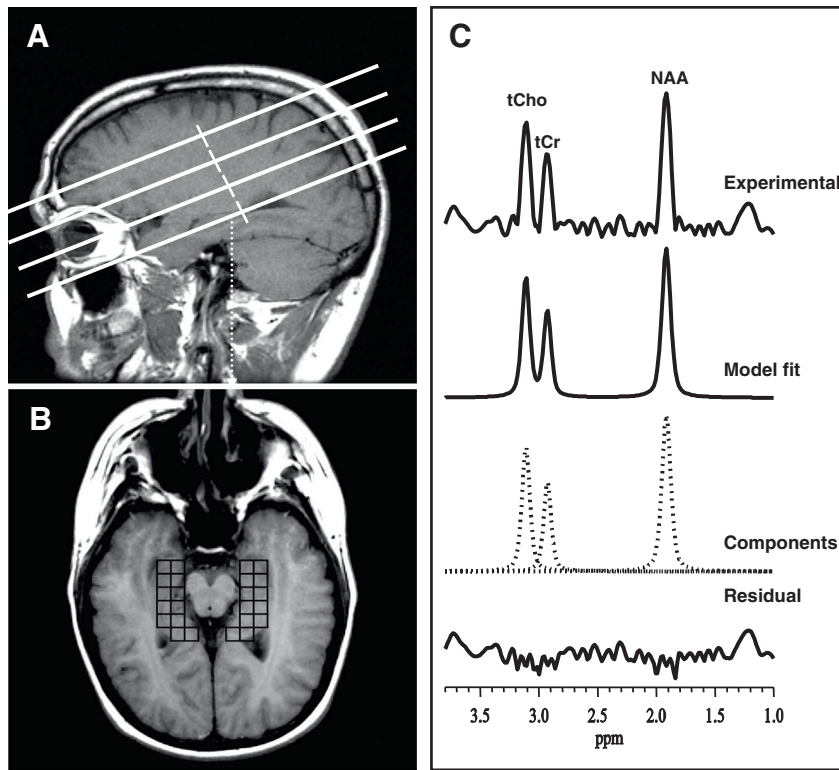 A
B
C
NAA
tCho
tCr
Experimental
Model fit
Components
Residual
3.5 3.0 2.5 2.0 1.5 1.0
ppm